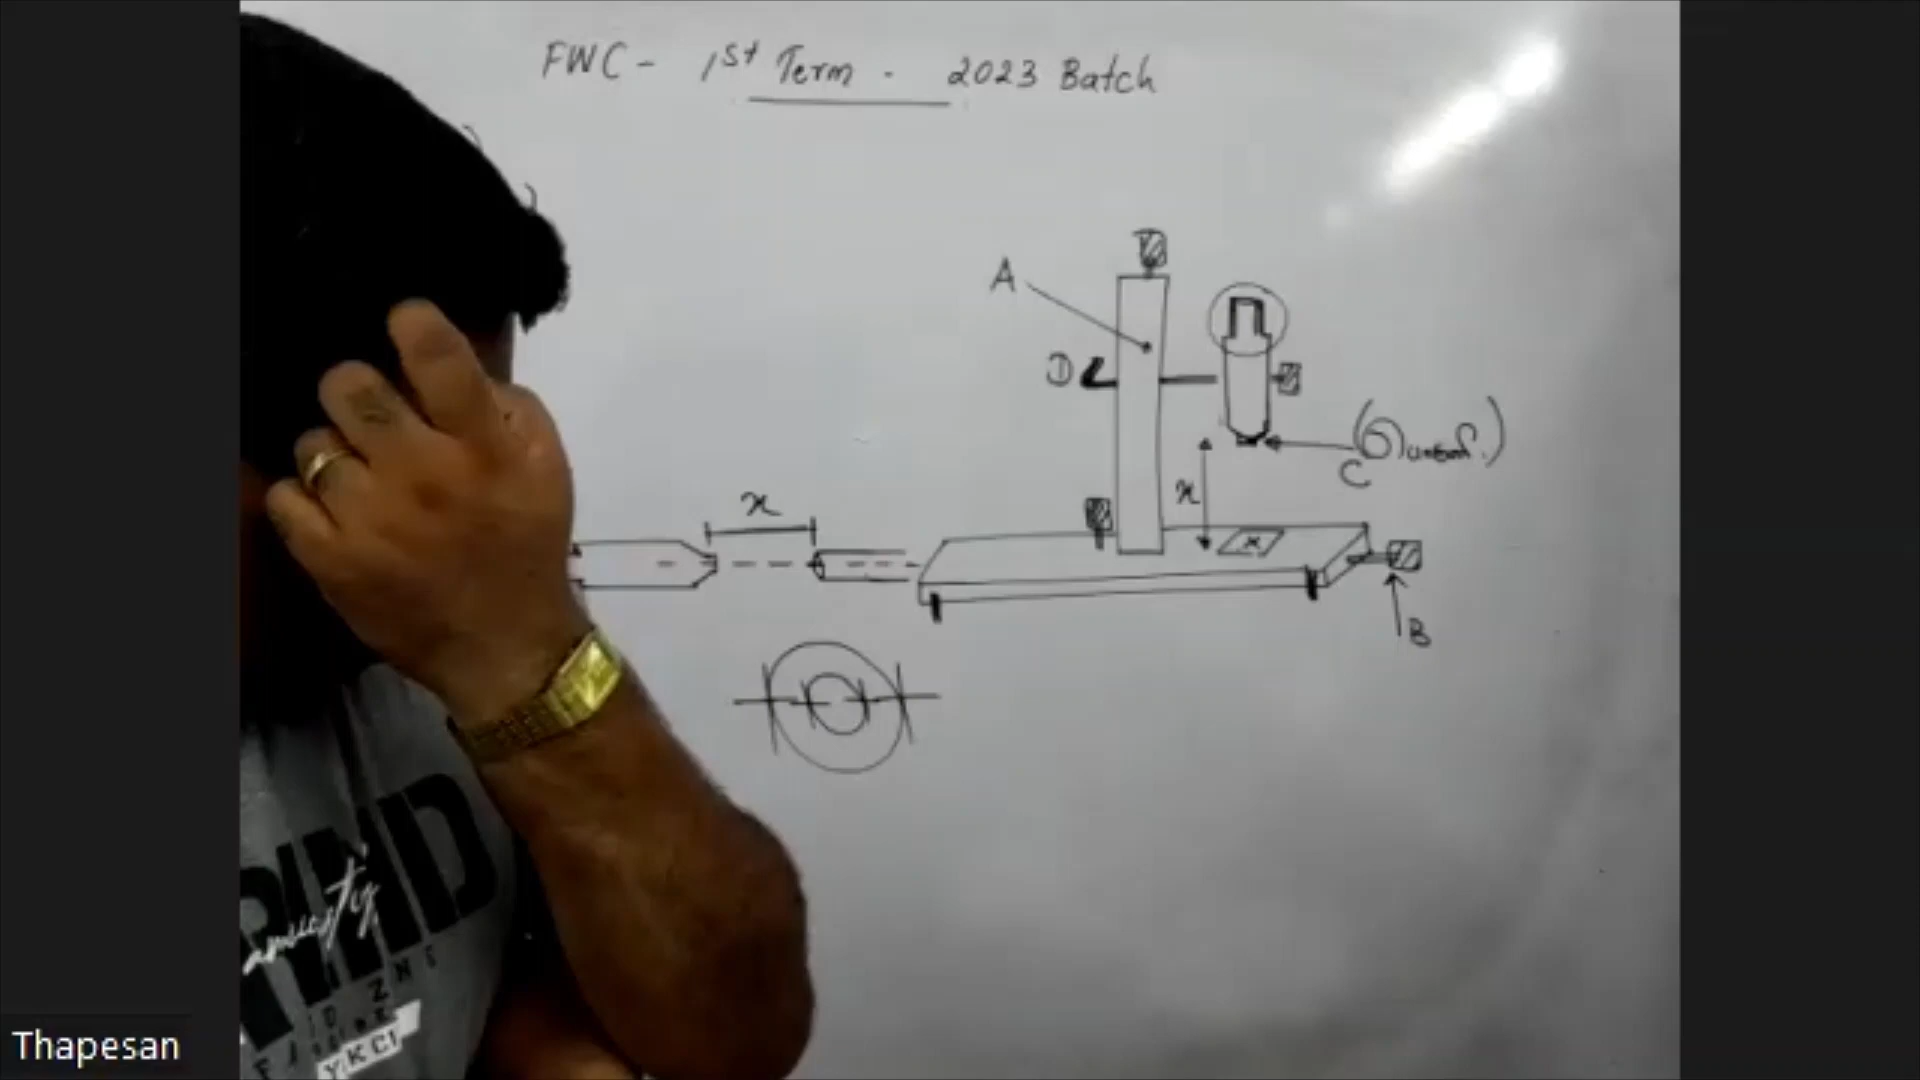 FWC - 1st Term - 2023 Batch
A
D
C
x
x
x
B
Thapesan